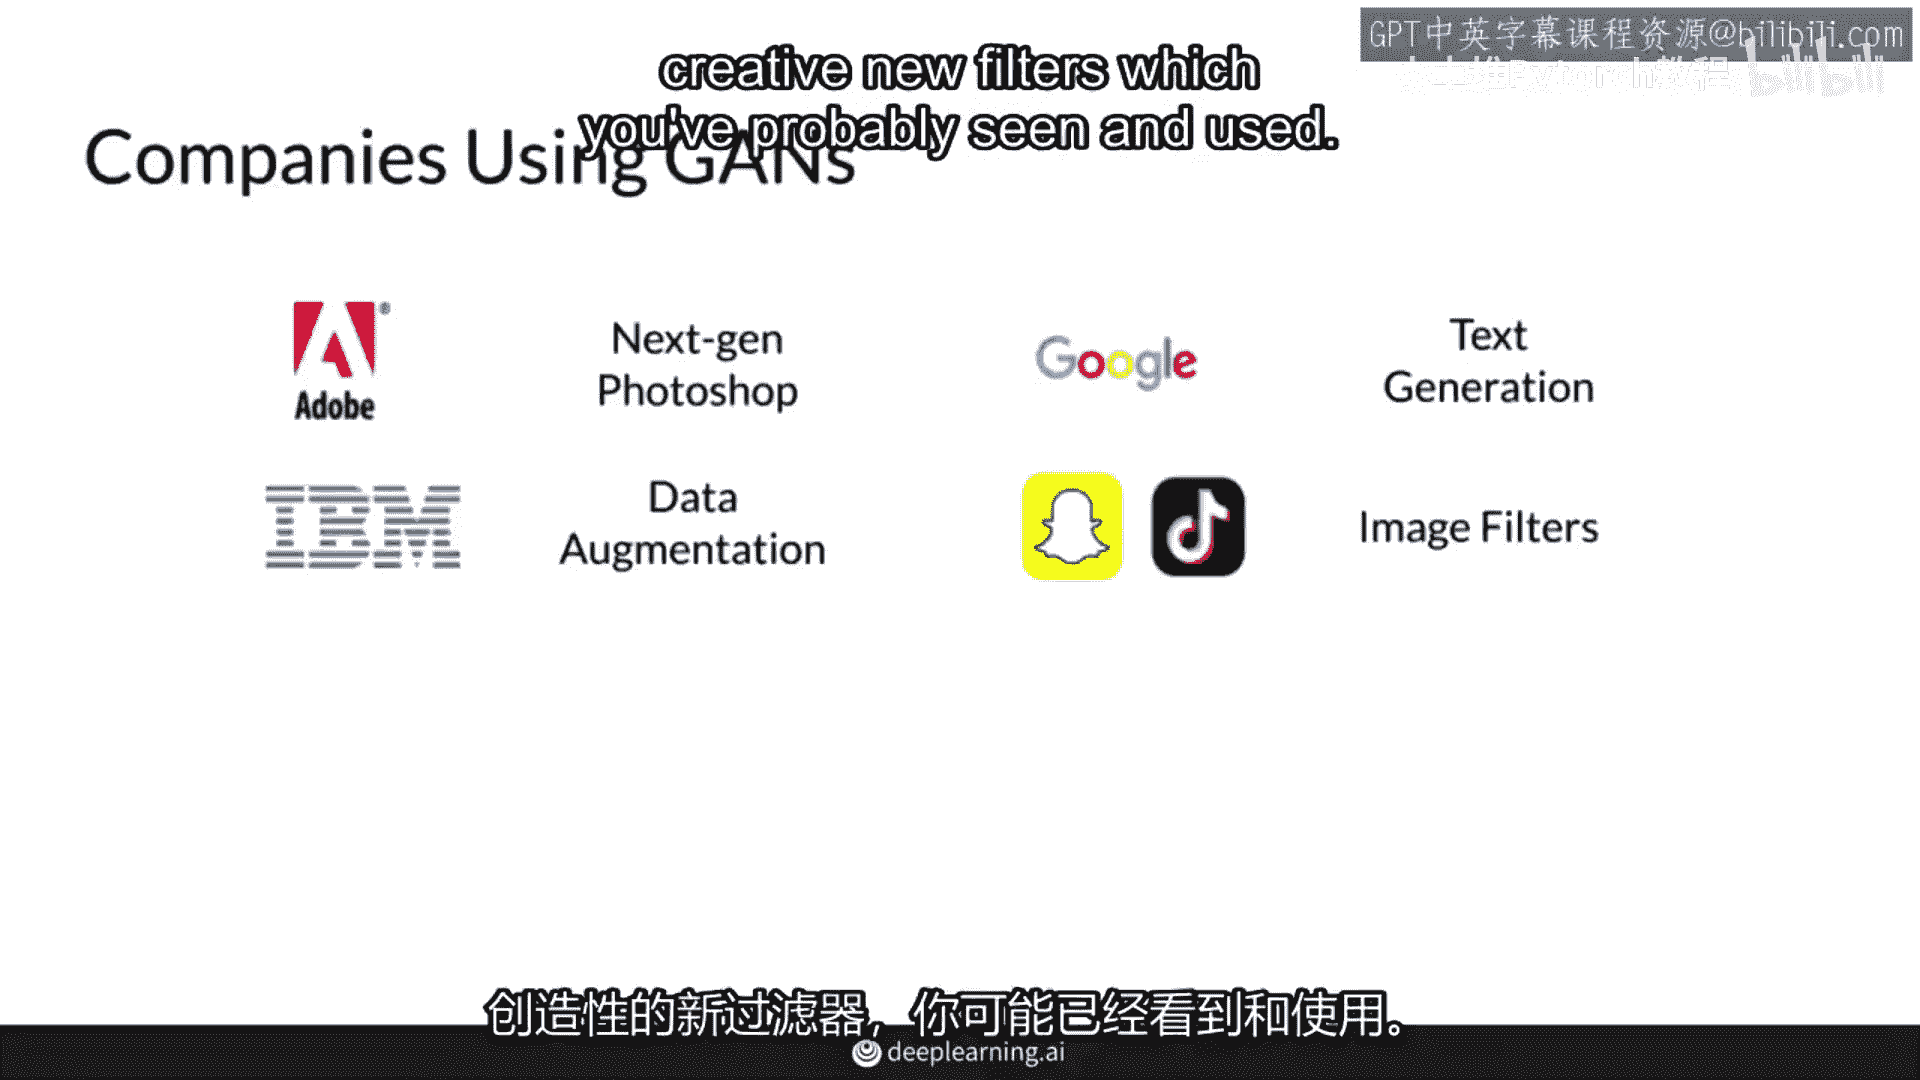 GPT中英字幕课程资源@bilibili.com
bilibili
creative new filters which
you've probably seen and used.
Companies Using GANs
Adobe
Next-gen
Photoshop
Google
Text
Generation
IBM
Data
Augmentation
Image Filters
创造性的新过滤器，你可能已经看到和使用。
deeplearning.ai